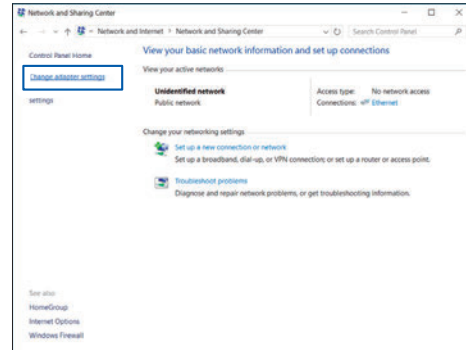 Network and Sharing Center
Network and Internet > Network and Sharing Center
Search Control Panel
Control Panel Home
Change adapter settings
settings
View your basic network information and set up connections
View your active networks
Unidentified network
Public network
Access type: No network access
Connections: Ethernet
Change your networking settings
Set up a new connection or network
Set up a broadband, dial-up, or VPN connection; or set up a router or access point.
Troubleshoot problems
Diagnose and repair network problems, or get troubleshooting information.
See also
HomeGroup
Internet Options
Windows Firewall